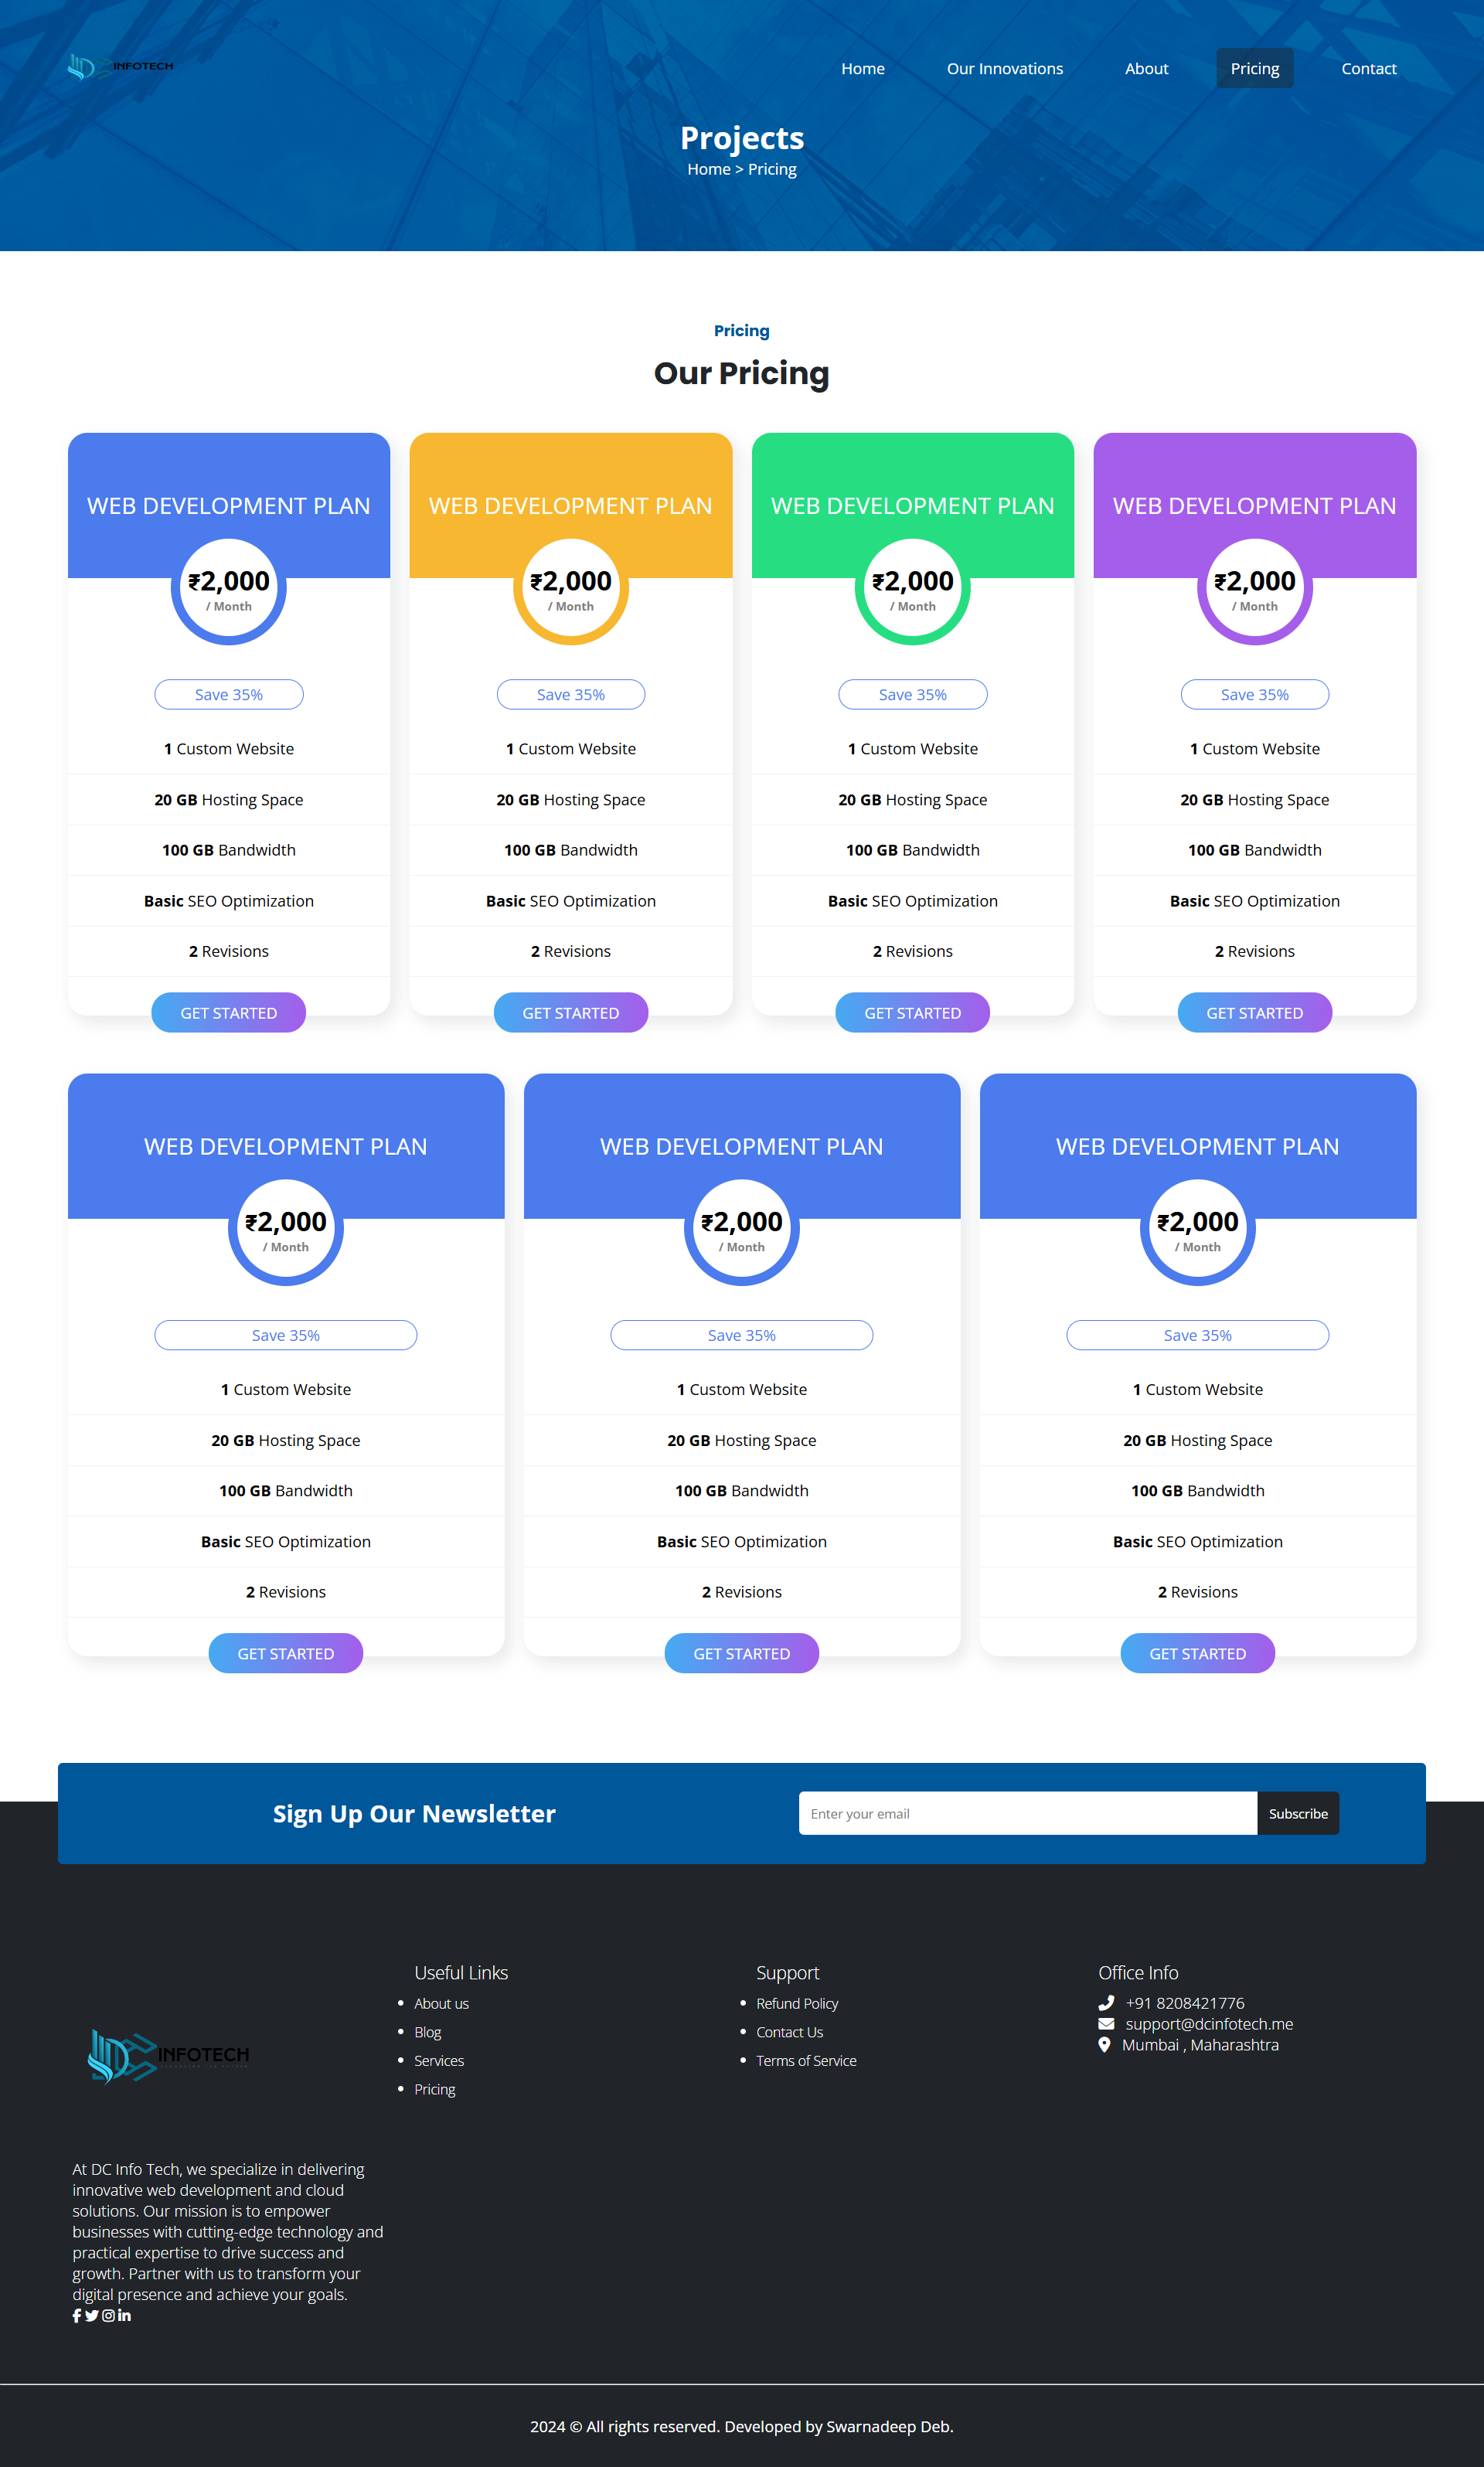 INFOTECH
Home Our Innovations About Pricing Contact
Projects
Home > Pricing
Pricing
Our Pricing
WEB DEVELOPMENT PLAN
₹2,000
/ Month
Save 35%
1 Custom Website
20 GB Hosting Space
100 GB Bandwidth
Basic SEO Optimization
2 Revisions
GET STARTED
WEB DEVELOPMENT PLAN
₹2,000
/ Month
Save 35%
1 Custom Website
20 GB Hosting Space
100 GB Bandwidth
Basic SEO Optimization
2 Revisions
GET STARTED
WEB DEVELOPMENT PLAN
₹2,000
/ Month
Save 35%
1 Custom Website
20 GB Hosting Space
100 GB Bandwidth
Basic SEO Optimization
2 Revisions
GET STARTED
WEB DEVELOPMENT PLAN
₹2,000
/ Month
Save 35%
1 Custom Website
20 GB Hosting Space
100 GB Bandwidth
Basic SEO Optimization
2 Revisions
GET STARTED
WEB DEVELOPMENT PLAN
₹2,000
/ Month
Save 35%
1 Custom Website
20 GB Hosting Space
100 GB Bandwidth
Basic SEO Optimization
2 Revisions
GET STARTED
WEB DEVELOPMENT PLAN
₹2,000
/ Month
Save 35%
1 Custom Website
20 GB Hosting Space
100 GB Bandwidth
Basic SEO Optimization
2 Revisions
GET STARTED
WEB DEVELOPMENT PLAN
₹2,000
/ Month
Save 35%
1 Custom Website
20 GB Hosting Space
100 GB Bandwidth
Basic SEO Optimization
2 Revisions
GET STARTED
Sign Up Our Newsletter
Enter your email
Subscribe
DC INFOTECH
At DC Info Tech, we specialize in delivering
innovative web development and cloud
solutions. Our mission is to empower
businesses with cutting-edge technology and
practical expertise to drive success and
growth. Partner with us to transform your
digital presence and achieve your goals.
Useful Links
About us
Blog
Services
Pricing
Support
Refund Policy
Contact Us
Terms of Service
Office Info
+91 8208421776
support@dcinfotech.me
Mumbai , Maharashtra
2024 © All rights reserved. Developed by Swarnadeep Deb.